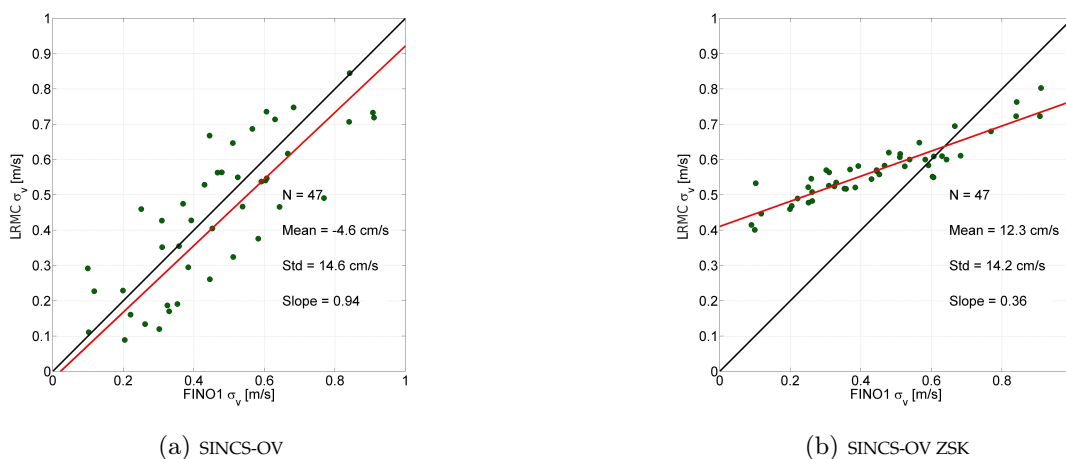 1
0.9
0.8
0.7
0.6
0.5
0.4
0.3
0.2
0.1
0
LRMC σv [m/s]
N = 47
Mean = -4.6 cm/s
Std = 14.6 cm/s
Slope = 0.94
0 0.2 0.4 0.6 0.8 1
FINO1 σv [m/s]
(a) SINCS-OV
1
0.9
0.8
0.7
0.6
0.5
0.4
0.3
0.2
0.1
0
LRMC σv [m/s]
N = 47
Mean = 12.3 cm/s
Std = 14.2 cm/s
Slope = 0.36
0 0.2 0.4 0.6 0.8
FINO1 σv [m/s]
(b) SINCS-OV ZSK